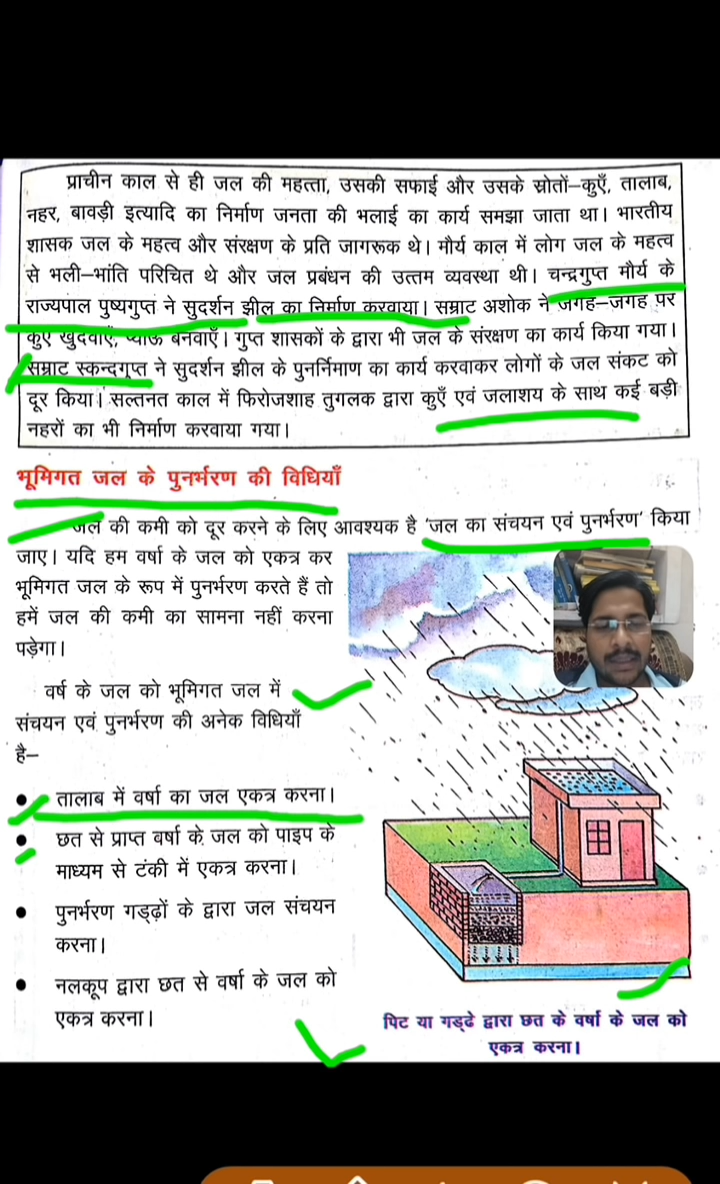 प्राचीन काल से ही जल की महत्ता, उसकी सफाई और उसके स्रोतों–कुएँ, तालाब,
नहर, बावड़ी इत्यादि का निर्माण जनता की भलाई का कार्य समझा जाता था। भारतीय
शासक जल के महत्व और संरक्षण के प्रति जागरूक थे। मौर्य काल में लोग जल के महत्व
से भली–भांति परिचित थे और जल प्रबंधन की उत्तम व्यवस्था थी। चन्द्रगुप्त मौर्य के
राज्यपाल पुष्यगुप्त ने सुदर्शन झील का निर्माण करवाया। सम्राट अशोक ने जगह–जगह पर
कुएँ खुदवाएँ, प्याऊ बनवाएँ। गुप्त शासकों के द्वारा भी जल के संरक्षण का कार्य किया गया।
सम्राट स्कन्दगुप्त ने सुदर्शन झील के पुनर्निमाण का कार्य करवाकर लोगों के जल संकट को
दूर किया। सल्तनत काल में फिरोजशाह तुगलक द्वारा कुएँ एवं जलाशय के साथ कई बड़ी
नहरों का भी निर्माण करवाया गया।
भूमिगत जल के पुनर्भरण की विधियाँ
जल की कमी को दूर करने के लिए आवश्यक है ‘जल का संचयन एवं पुनर्भरण’ किया
जाए। यदि हम वर्षा के जल को एकत्र कर
भूमिगत जल के रूप में पुनर्भरण करते हैं तो
हमें जल की कमी का सामना नहीं करना
पड़ेगा।
वर्ष के जल को भूमिगत जल में
संचयन एवं पुनर्भरण की अनेक विधियाँ
है–
● तालाब में वर्षा का जल एकत्र करना।
● छत से प्राप्त वर्षा के जल को पाइप के
माध्यम से टंकी में एकत्र करना।
● पुनर्भरण गड्ढ़ों के द्वारा जल संचयन
करना।
● नलकूप द्वारा छत से वर्षा के जल को
एकत्र करना।
पिट या गड्ढे द्वारा छत के वर्षा के जल को
एकत्र करना।